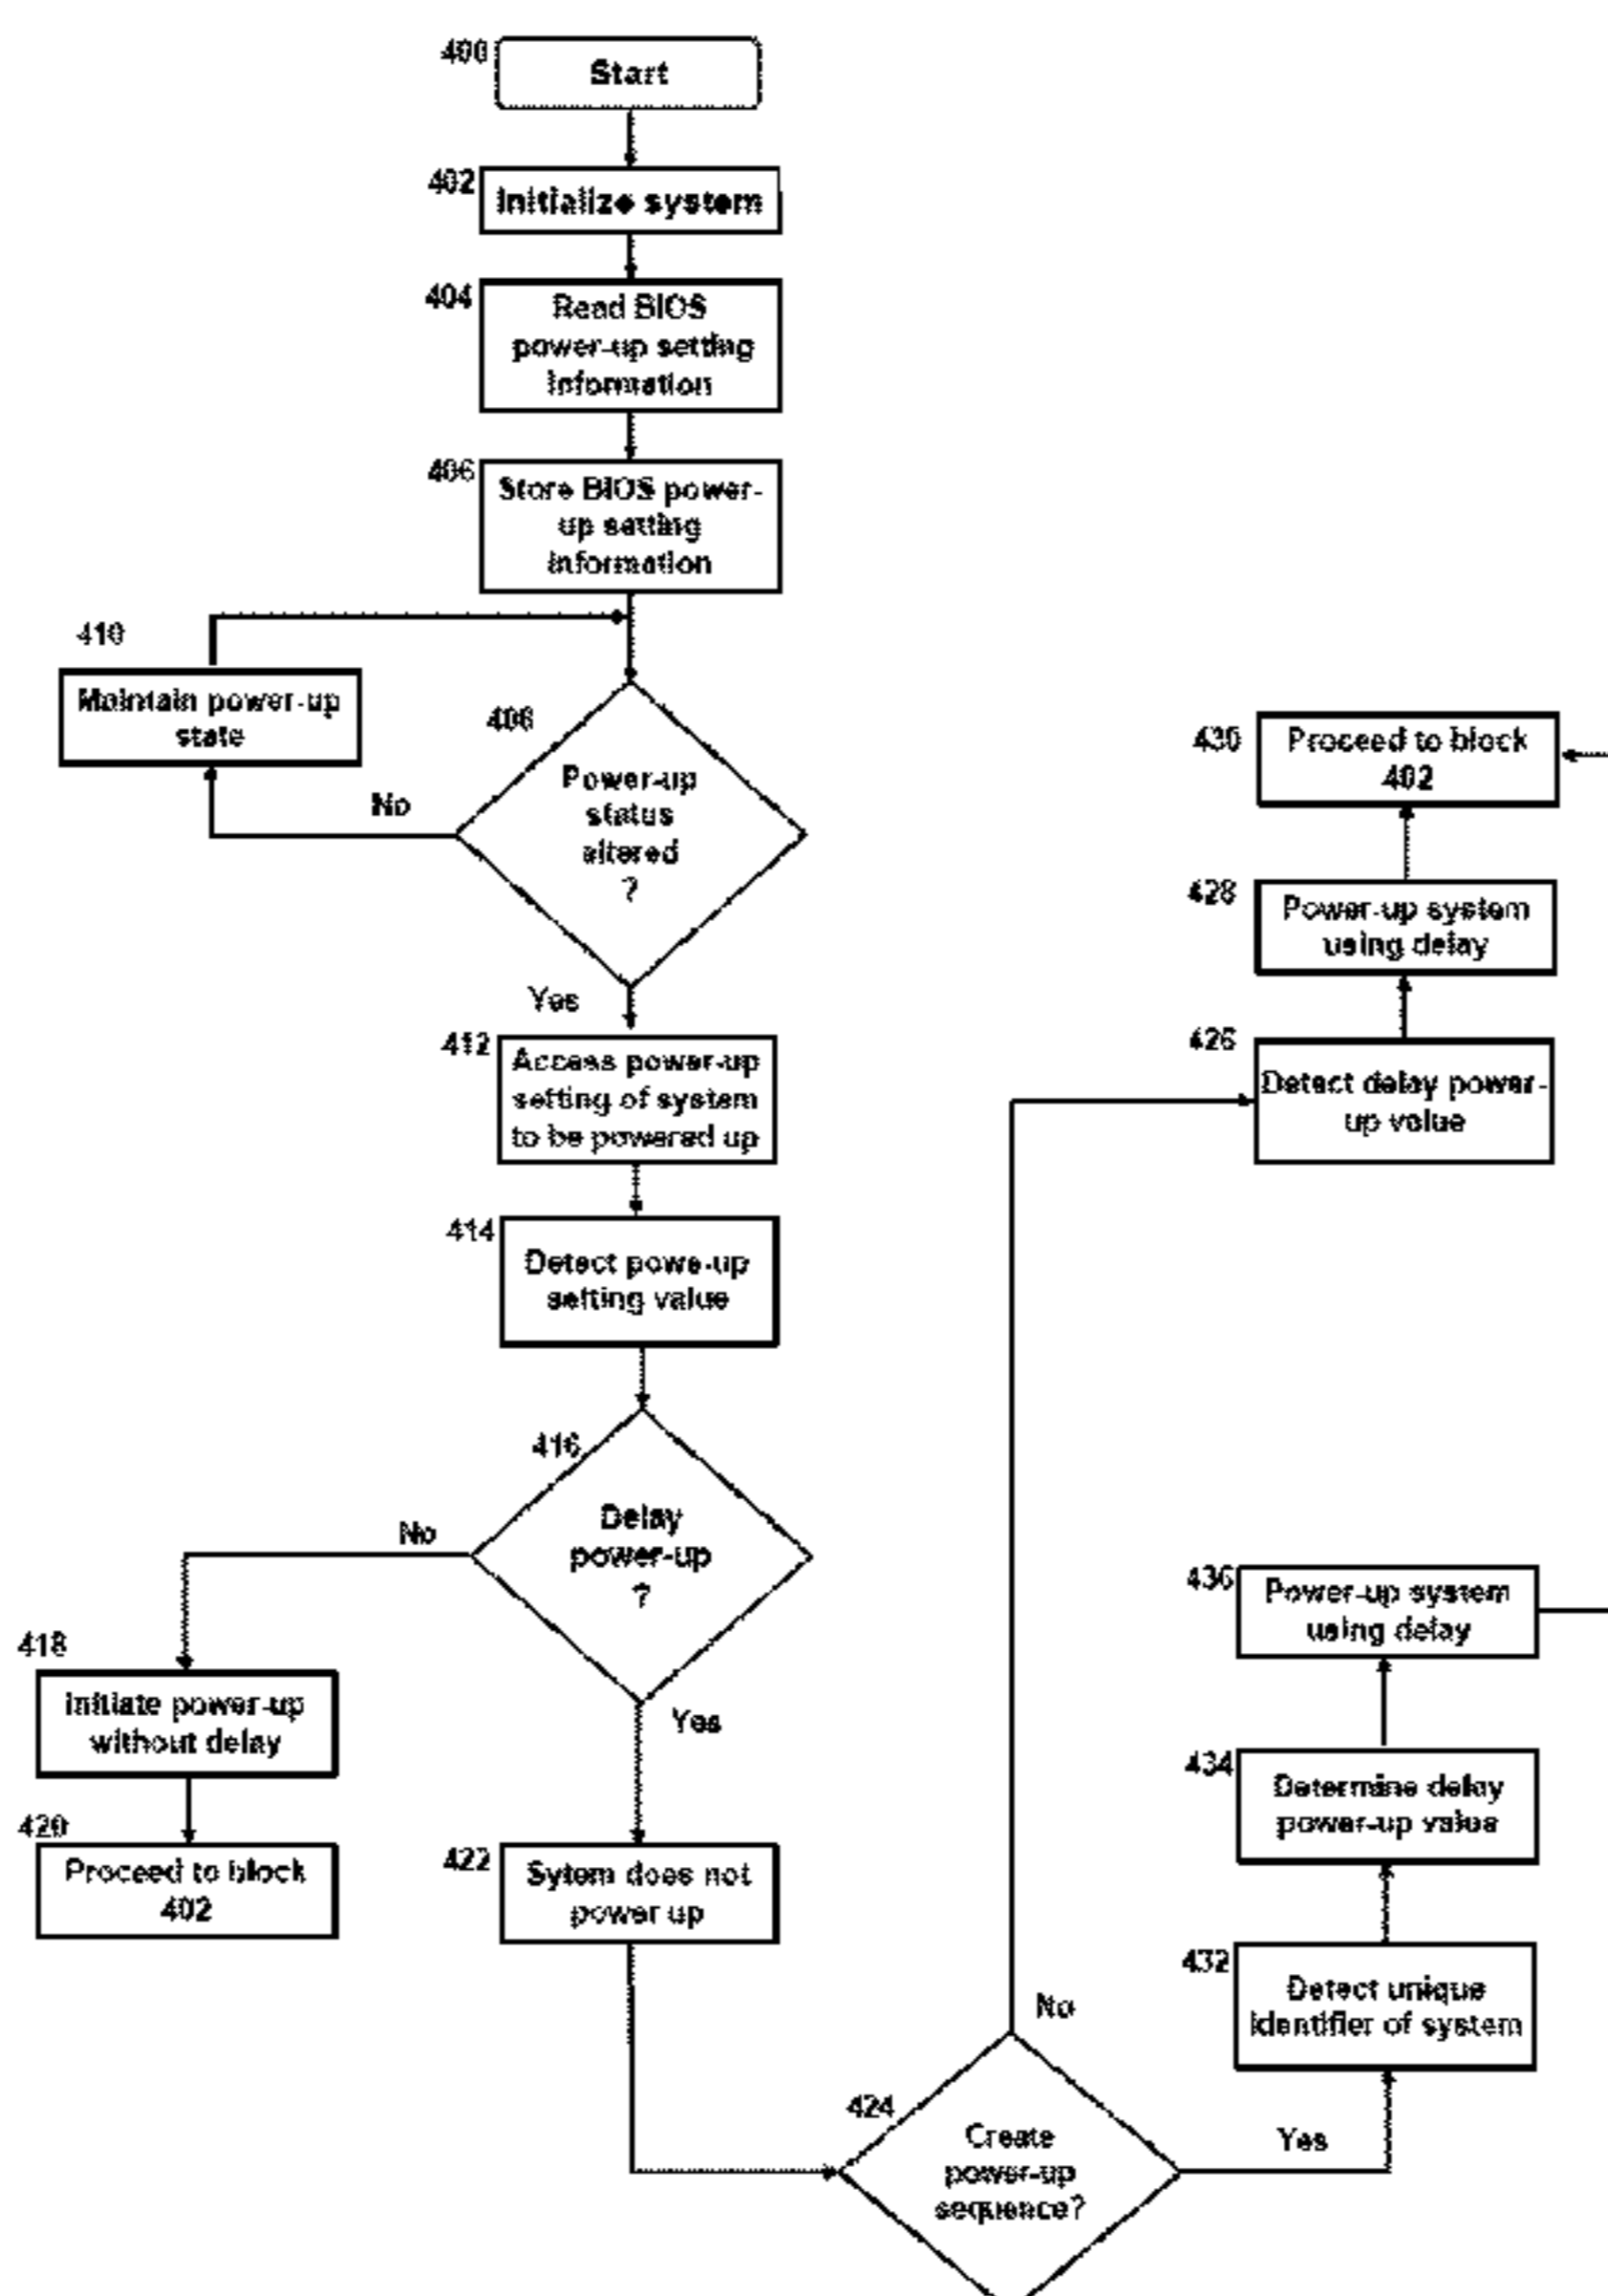 400
Start
402
Initialize system
404
Read BIOS
power-up setting
information
406
Store BIOS power-
up setting
information
410
Maintain power-up
state
408
Power-up
status
altered
?
No
Yes
412
Access power-up
setting of system
to be powered up
414
Detect powe-up
setting value
416
Delay
power-up
?
No
Yes
418
Initiate power-up
without delay
420
Proceed to block
402
422
Sytem does not
power up
424
Create
power-up
sequence?
No
Yes
430
Proceed to block
402
428
Power-up system
using delay
426
Detect delay power-
up value
436
Power-up system
using delay
434
Determine delay
power-up value
432
Detect unique
identifier of system